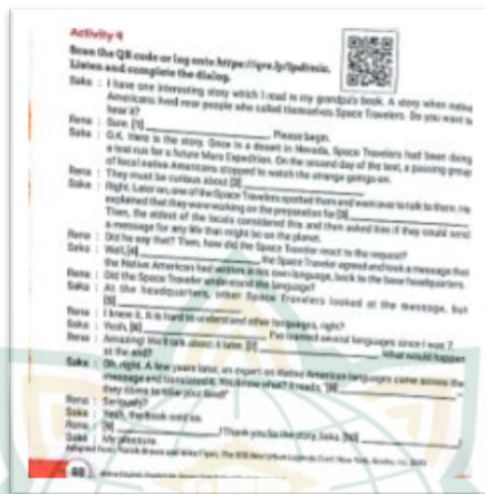 Activity 4
Scan the QR code or log onto https://qrs.ly/
Listen and complete the dialog.
Saka : I have one interesting story which I read in my grandpa's book. A story when native
Americans lived near people who called themselves Space Travelers. Do you want to
hear it?
Rena : Sure. [1] Please begin.
Saka : O.K. Here is the story. Once in a desert in Nevada, Space Travelers had been doing
a test run for a future Mars Expedition. On the second day of the test, a passing group
of local native Americans stopped to watch the strange goings-on.
Rena : They must be curious about [2]
Saka : Right. Later on, one of the Space Travelers spotted them and went over to talk to them. He
explained that they were working on the preparation for [3]
Then, the oldest of the locals considered this and then asked him if they could send
a message for any life that might be on the planet.
Rena : Did he say that? Then, how did the Space Traveler react to the request?
Saka : Well, [4] the Space Traveler agreed and took a message that
the Native American had written in his own language, back to the base headquarters.
Rena : Did the Space Traveler understand the language?
Saka : At the headquarters, other Space Travelers looked at the message, but
[5]
Rena : I knew it. It is hard to understand other languages, right?
Saka : Yeah, [6] I've learned several languages since I was 7.
Rena : Amazing! We'll talk about it later. [7] What would happen
at the end?
Saka : Oh, right. A few years later, an expert on Native American languages came across the
message and translated it. You know what? It reads, "[8]
they come to take your land!"
Rena : Seriously?
Saka : Yeah, the book said so.
Rena : [9] ! Thank you for the story, Saka. [10] !
Saka : My pleasure.
60